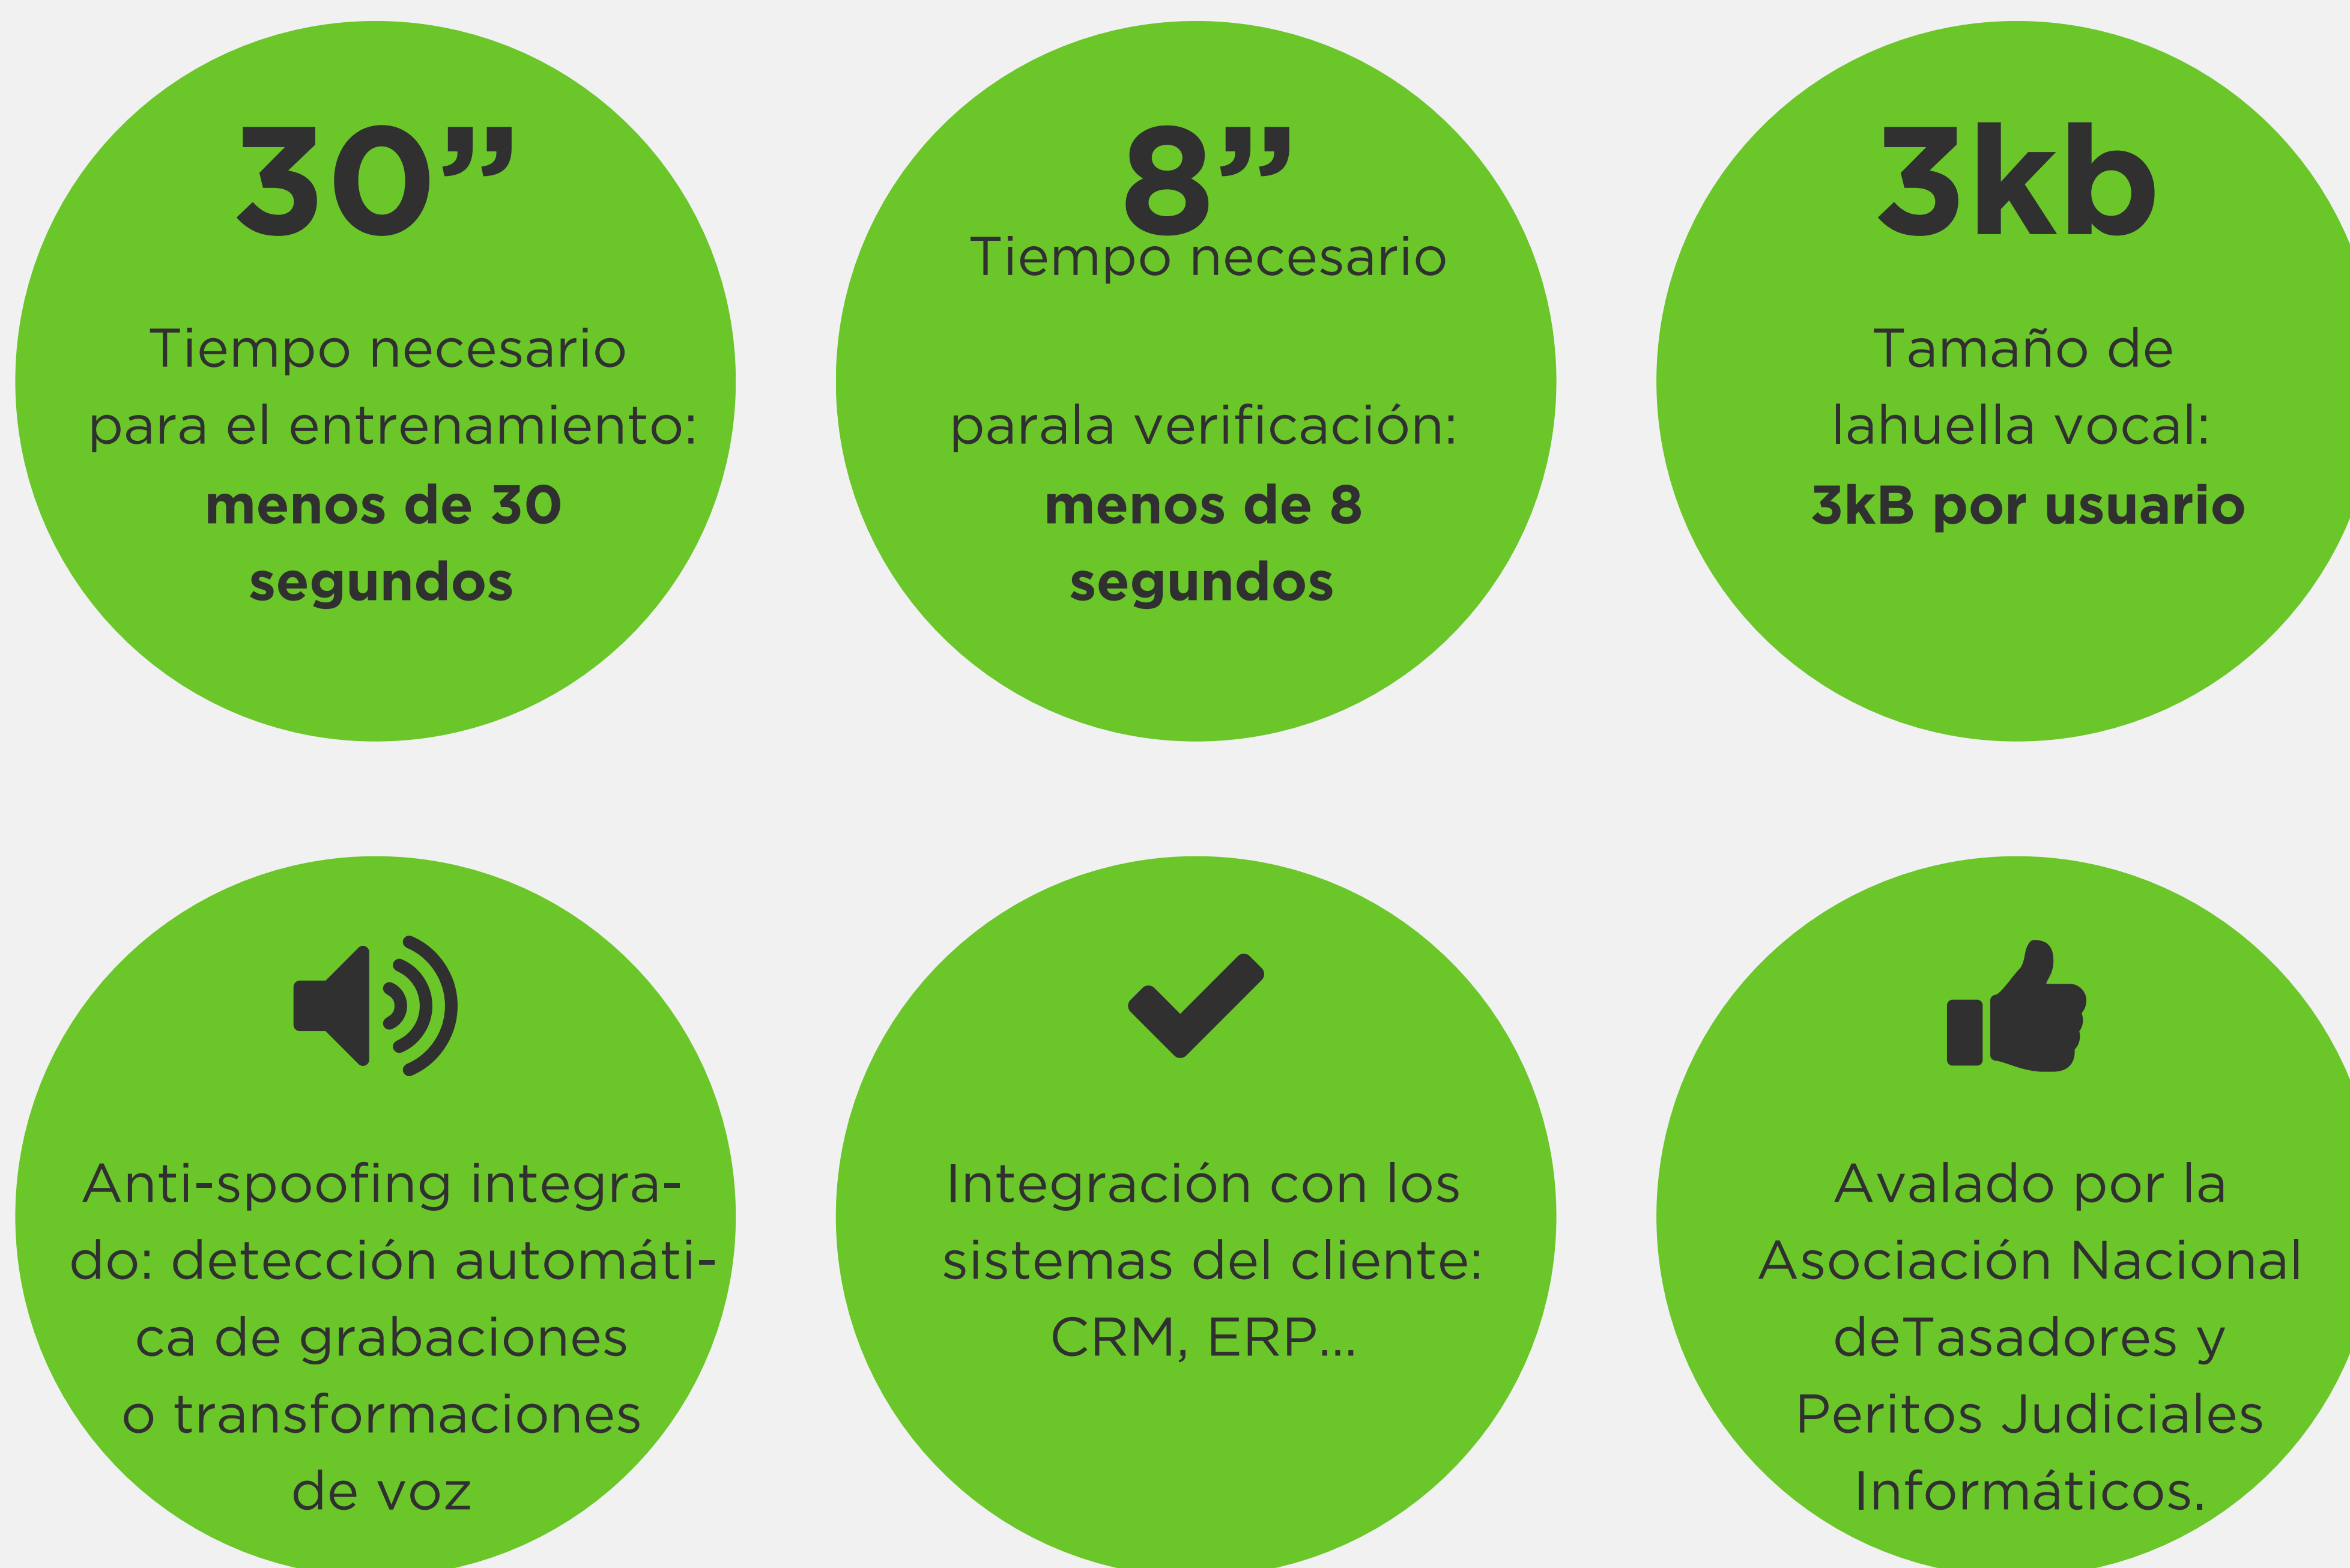 30”
Tiempo necesario
para el entrenamiento:
menos de 30
segundos
8”
Tiempo necesario
parala verificación:
menos de 8
segundos
3kb
Tamaño de
lahuella vocal:
3kB por usuario
Anti-spoofing integra-
do: detección automáti-
ca de grabaciones
o transformaciones
de voz
Integración con los
sistemas del cliente:
CRM, ERP...
Avalado por la
Asociación Nacional
deTasadores y
Peritos Judiciales
Informáticos.